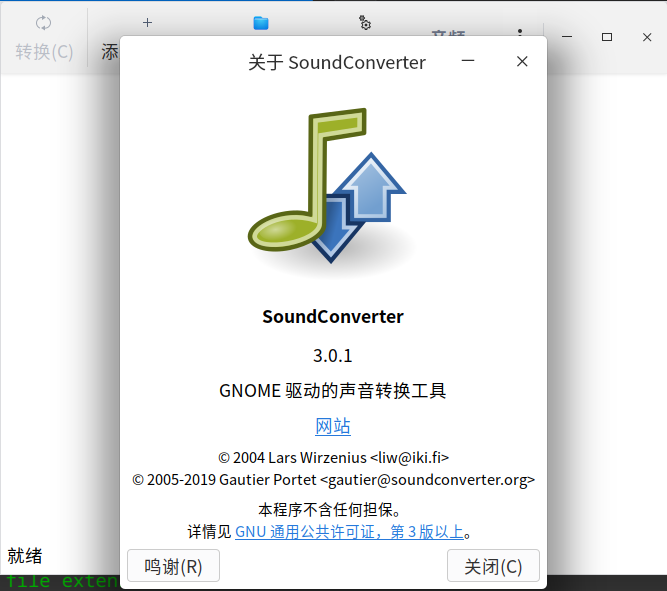 转换(C)
添
关于 SoundConverter
SoundConverter
3.0.1
GNOME 驱动的声音转换工具
网站
© 2004 Lars Wirzenius <liw@iki.fi>
© 2005-2019 Gautier Portet <gautier@soundconverter.org>
本程序不含任何担保。
详情见 GNU 通用公共许可证，第 3 版以上。
就绪
鸣谢(R)
关闭(C)
file exten